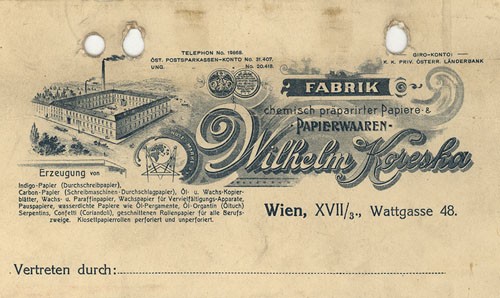 TELEPHON No. 19868.
ÖST. POSTSPARKASSEN-KONTO No. 31.407.
UNG. No. 20.418.
GIRO-KONTO:
K. K. PRIV. ÖSTERR. LÄNDERBANK
FABRIK
chemisch präparirter Papiere &
PAPIERWAAREN
Wilhelm Koreska
Erzeugung von
Indigo-Papier (Durchschreibpapier),
Carbon-Papier (Schreibmaschinen-Durchschlagpapier), Öl- u. Wachs-Kopier-
blätter, Wachs- u. Paraffinpapier, Wachspapier für Vervielfältigungs-Apparate,
Pauspapiere, wasserdichte Papiere wie Öl-Pergamente, Öl-Organtin (Öltuch)
Serpentins, Confetti (Coriandoli), geschnittenen Rollenpapier für alle Berufs-
zweige. Klosettpapierrollen perforiert und unperforiert.
Wien, XVII/3., Wattgasse 48.
Vertreten durch: